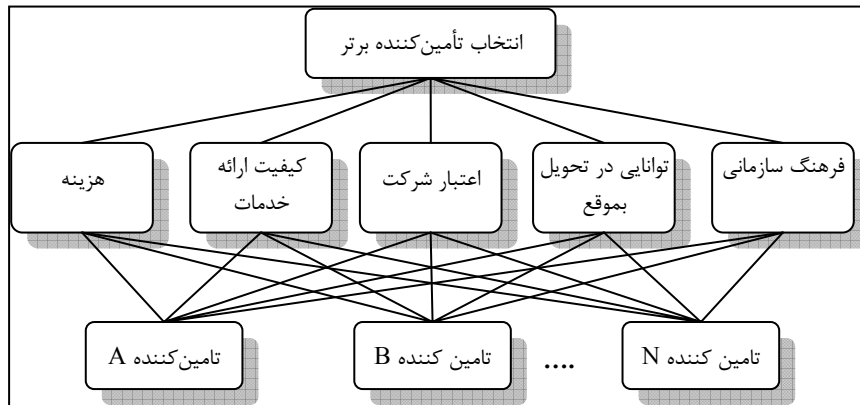 انتخاب تأمین‌کننده برتر
فرهنگ سازمانی
توانایی در تحویل
بموقع
اعتبار شرکت
کیفیت ارائه
خدمات
هزینه
تامین‌کننده A
تامین کننده B
....
تامین کننده N